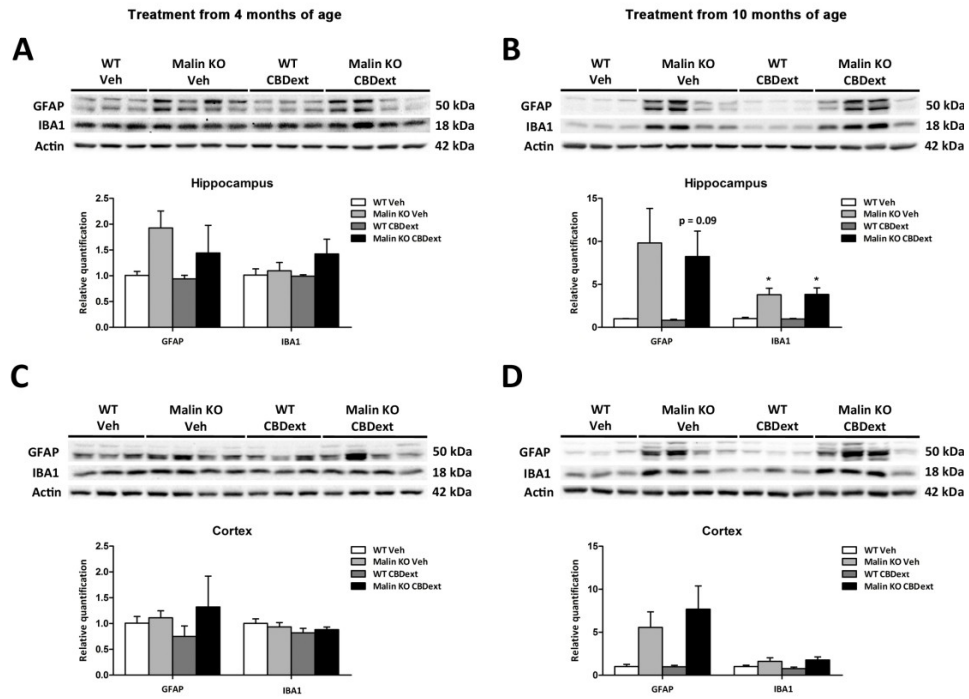 Treatment from 4 months of age
Treatment from 10 months of age
A
WT Veh
Malin KO Veh
WT CBDext
Malin KO CBDext
GFAP
50 kDa
IBA1
18 kDa
Actin
42 kDa
Hippocampus
Relative quantification
2.5
2.0
1.5
1.0
0.5
0.0
GFAP
IBA1
WT Veh
Malin KO Veh
WT CBDext
Malin KO CBDext
B
WT Veh
Malin KO Veh
WT CBDext
Malin KO CBDext
GFAP
50 kDa
IBA1
18 kDa
Actin
42 kDa
Hippocampus
Relative quantification
15
10
5
0
p = 0.09
*
*
GFAP
IBA1
WT Veh
Malin KO Veh
WT CBDext
Malin KO CBDext
C
WT Veh
Malin KO Veh
WT CBDext
Malin KO CBDext
GFAP
50 kDa
IBA1
18 kDa
Actin
42 kDa
Cortex
Relative quantification
2.5
2.0
1.5
1.0
0.5
0.0
GFAP
IBA1
WT Veh
Malin KO Veh
WT CBDext
Malin KO CBDext
D
WT Veh
Malin KO Veh
WT CBDext
Malin KO CBDext
GFAP
50 kDa
IBA1
18 kDa
Actin
42 kDa
Cortex
Relative quantification
15
10
5
0
GFAP
IBA1
WT Veh
Malin KO Veh
WT CBDext
Malin KO CBDext